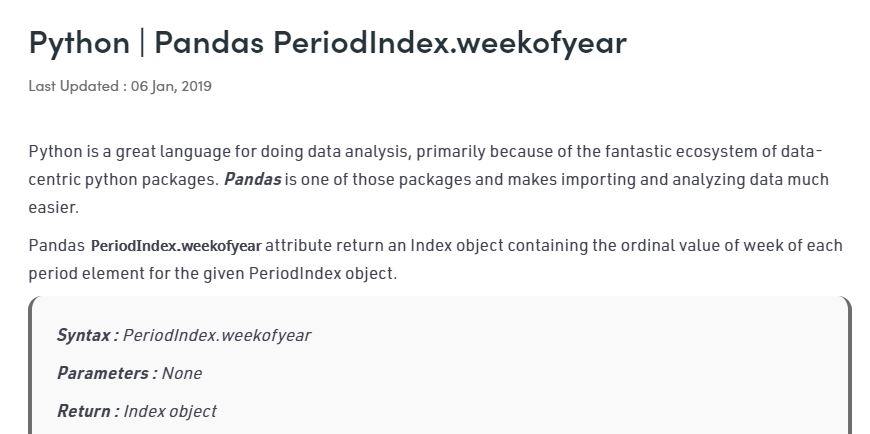 Python | Pandas PeriodIndex.weekofyear
Last Updated : 06 Jan, 2019
Python is a great language for doing data analysis, primarily because of the fantastic ecosystem of data-
centric python packages. Pandas is one of those packages and makes importing and analyzing data much
easier.
Pandas PeriodIndex.weekofyear attribute return an Index object containing the ordinal value of week of each
period element for the given PeriodIndex object.
Syntax : PeriodIndex.weekofyear
Parameters : None
Return : Index object